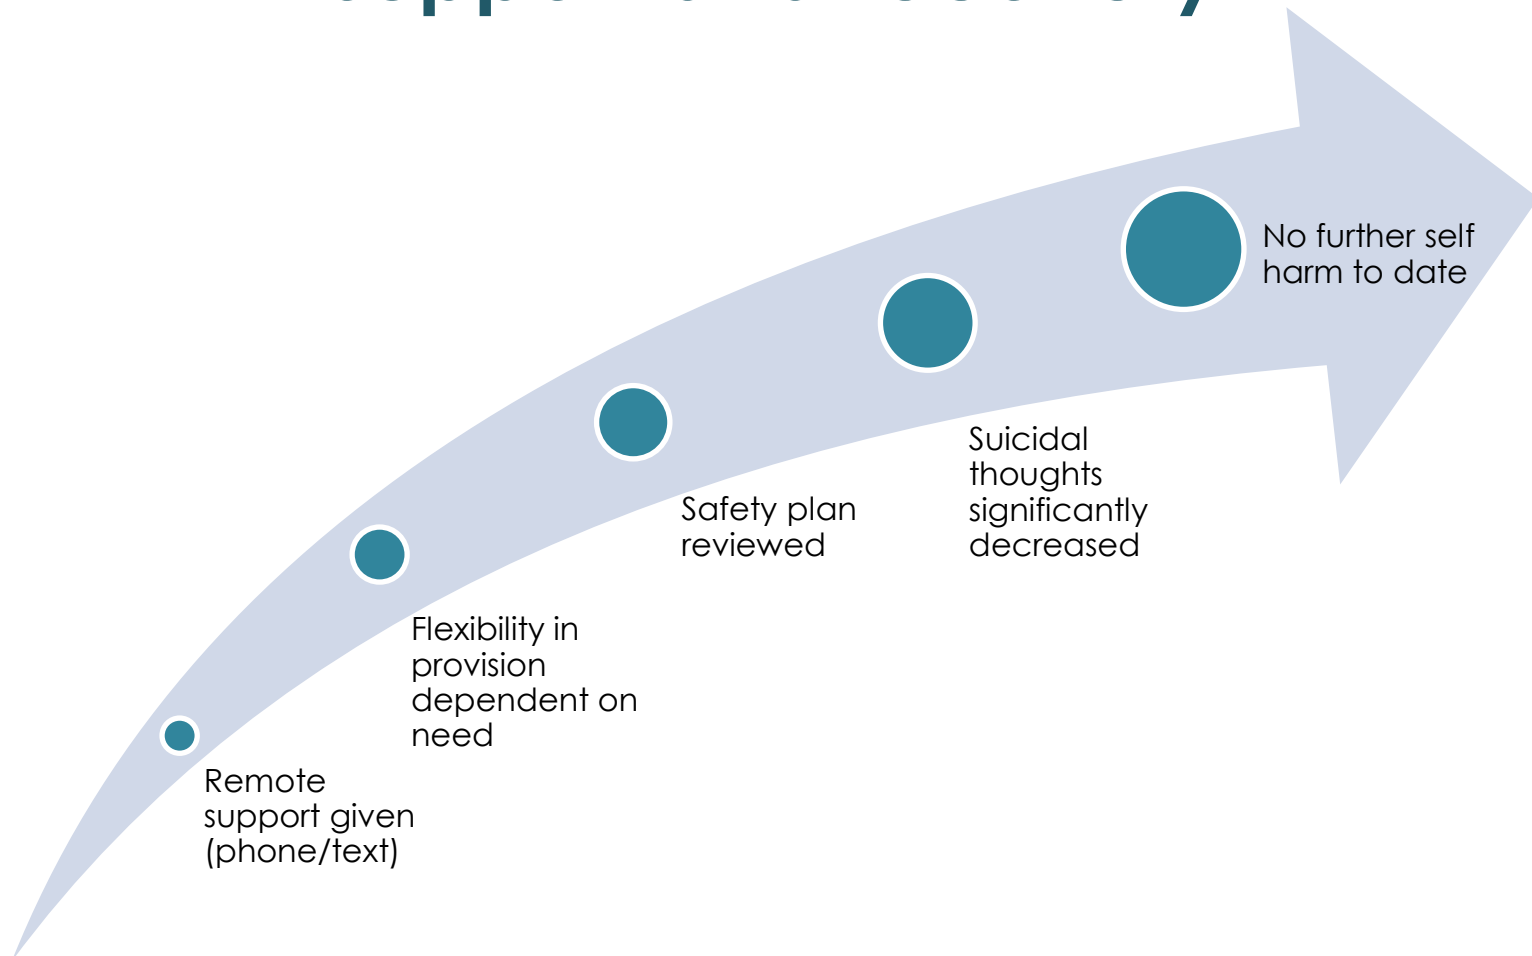 Remote
support given
(phone/text)
Flexibility in
provision
dependent on
need
Safety plan
reviewed
Suicidal
thoughts
significantly
decreased
No further self
harm to date